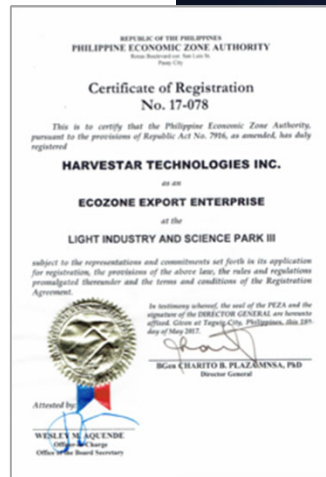 REPUBLIC OF THE PHILIPPINES
PHILIPPINE ECONOMIC ZONE AUTHORITY
Roxas Boulevard cor. San Luis St.
Pasay City
Certificate of Registration
No. 17-078
This is to certify that the Philippine Economic Zone Authority,
pursuant to the provisions of Republic Act No. 7916, as amended, has duly
registered
HARVESTAR TECHNOLOGIES INC.
as an
ECOZONE EXPORT ENTERPRISE
at the
LIGHT INDUSTRY AND SCIENCE PARK III
subject to the representations and commitments set forth in its application
for registration, the provisions of the above law, the rules and regulations
promulgated thereunder and the terms and conditions of the Registration
Agreement.
In testimony whereof, the seal of the PEZA and the
signature of the DIRECTOR GENERAL are hereunto
affixed. Given at Taguig City, Philippines, this 18th
day of May 2017.
BGen CHARITO B. PLAZA MNSA, PhD
Director General
Attested by:
WESLEY M. AQUENDE
Officer-in-Charge
Office of the Board Secretary